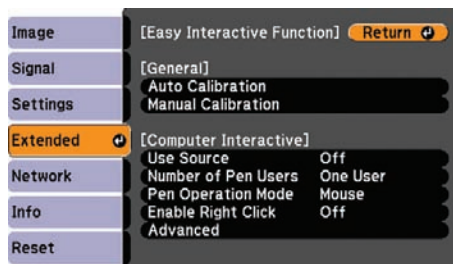 Image
Signal
Settings
Extended
Network
Info
Reset
[Easy Interactive Function] Return
[General]
Auto Calibration
Manual Calibration
[Computer Interactive]
Use Source Off
Number of Pen Users One User
Pen Operation Mode Mouse
Enable Right Click Off
Advanced